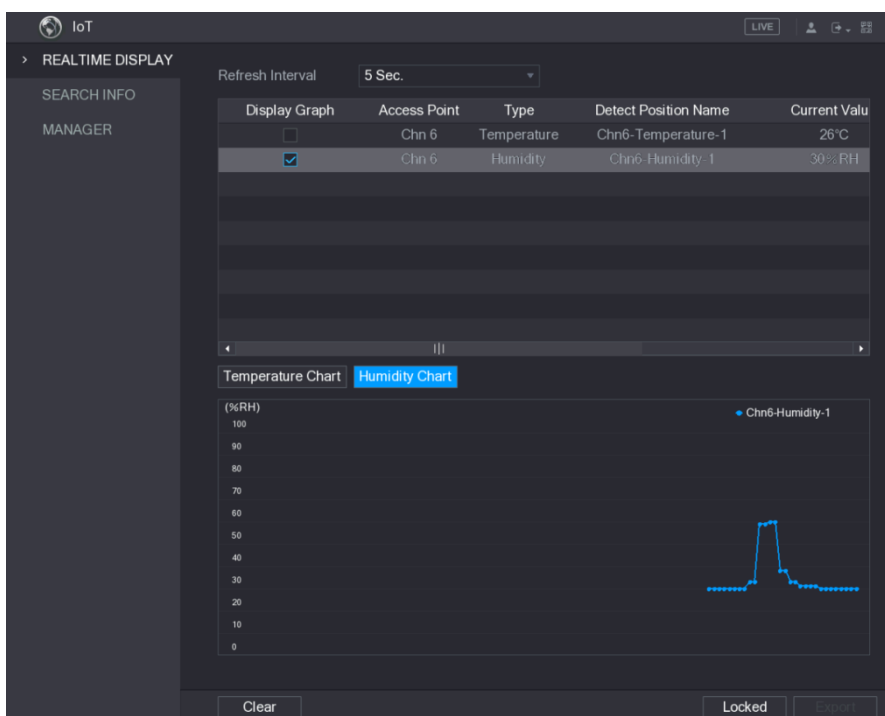 IoT
LIVE
REALTIME DISPLAY
SEARCH INFO
MANAGER
Refresh Interval 5 Sec.
Display Graph Access Point Type Detect Position Name Current Valu
Chn 6 Temperature Chn6-Temperature-1 26°C
Chn 6 Humidity Chn6-Humidity-1 30%RH
Temperature Chart Humidity Chart
(%RH)
Chn6-Humidity-1
100
90
80
70
60
50
40
30
20
10
0
Clear Locked Export